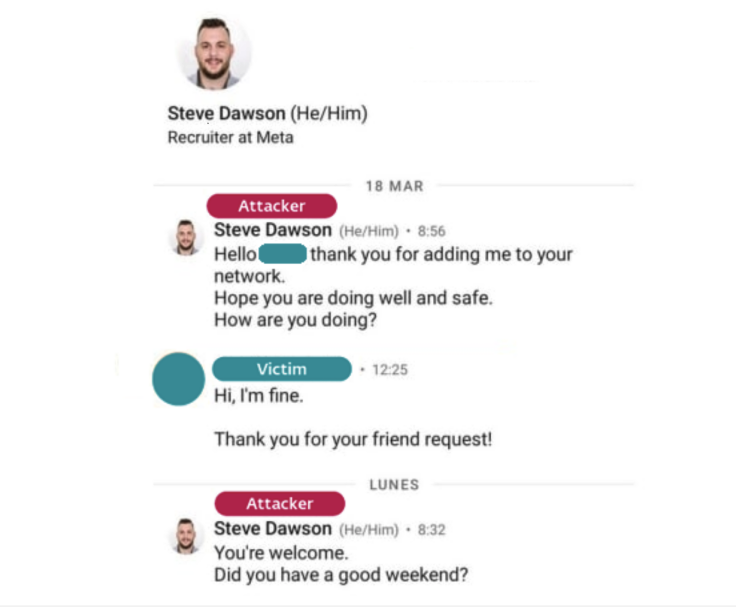 Steve Dawson (He/Him)
Recruiter at Meta
18 MAR
Attacker
Steve Dawson (He/Him) • 8:56
Hello thank you for adding me to your
network.
Hope you are doing well and safe.
How are you doing?
Victim • 12:25
Hi, I'm fine.
Thank you for your friend request!
LUNES
Attacker
Steve Dawson (He/Him) • 8:32
You're welcome.
Did you have a good weekend?